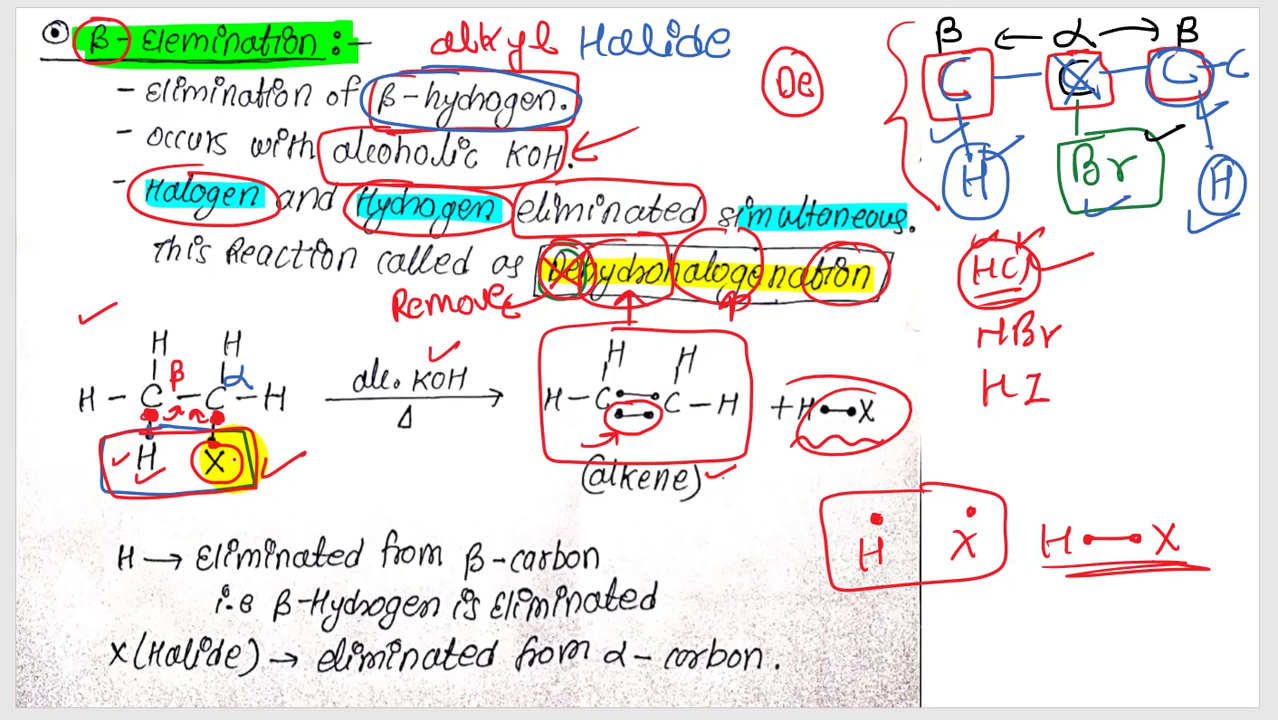 β- Elemination :-
alkyl Halide
- Elimination of β-hydrogen.
- occurs with alcoholic KOH.
- Halogen and Hydrogen eliminated simultaneous.
this Reaction called as Dehydrohalogenation
Remove
De
β ← α → β
C C C-C
H Br H
HCl
HBr
HI
H H
H-C-C-H
β α
H X
alc. KOH
Δ
H H
H-C=C-H
+H-X
(alkene)
H X H-X
H → Eliminated from β-carbon
i.e β-Hydrogen is Eliminated
X(Halide) → eliminated from α-carbon.